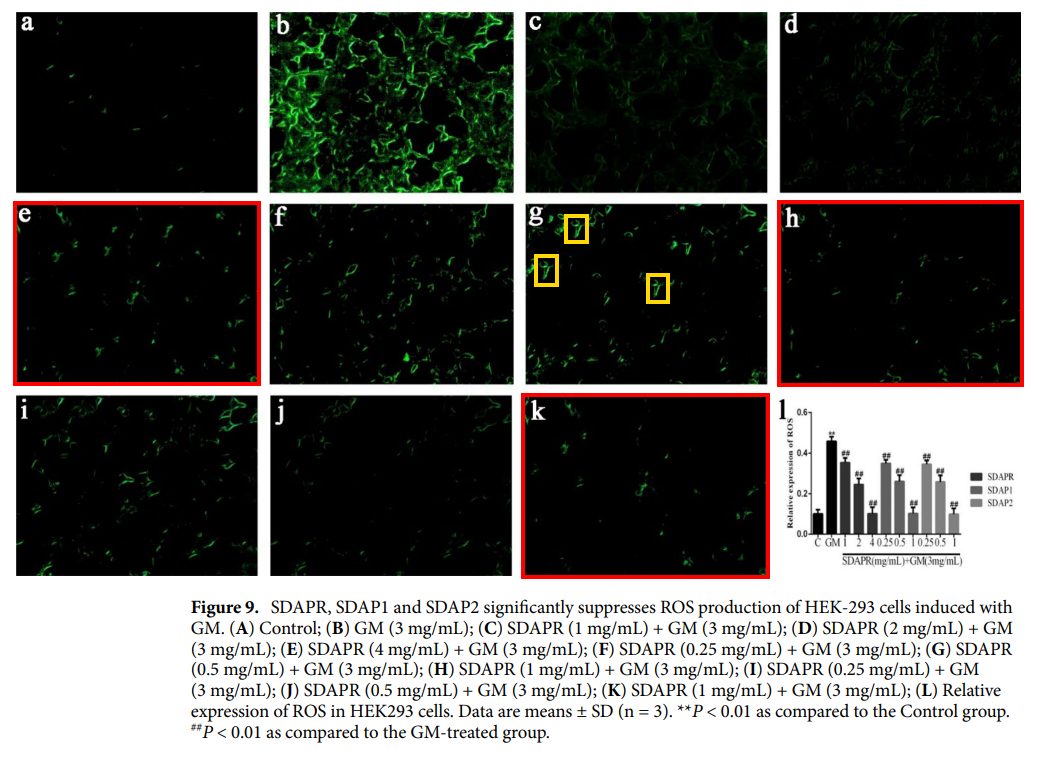 a b c d
e f g h
i j k l
Relative expression of ROS
0.6
0.4
0.2
0.0
** ## ## ## ## ## ## ## ## ##
C GM 1 2 4 0.25 0.5 1 0.25 0.5 1
SDAPR(mg/mL)+GM(3mg/mL)
SDAPR
SDAP1
SDAP2
Figure 9. SDAPR, SDAP1 and SDAP2 significantly suppresses ROS production of HEK-293 cells induced with
GM. (A) Control; (B) GM (3 mg/mL); (C) SDAPR (1 mg/mL) + GM (3 mg/mL); (D) SDAPR (2 mg/mL) + GM
(3 mg/mL); (E) SDAPR (4 mg/mL) + GM (3 mg/mL); (F) SDAPR (0.25 mg/mL) + GM (3 mg/mL); (G) SDAPR
(0.5 mg/mL) + GM (3 mg/mL); (H) SDAPR (1 mg/mL) + GM (3 mg/mL); (I) SDAPR (0.25 mg/mL) + GM
(3 mg/mL); (J) SDAPR (0.5 mg/mL) + GM (3 mg/mL); (K) SDAPR (1 mg/mL) + GM (3 mg/mL); (L) Relative
expression of ROS in HEK293 cells. Data are means ± SD (n = 3). **P < 0.01 as compared to the Control group.
##P < 0.01 as compared to the GM-treated group.